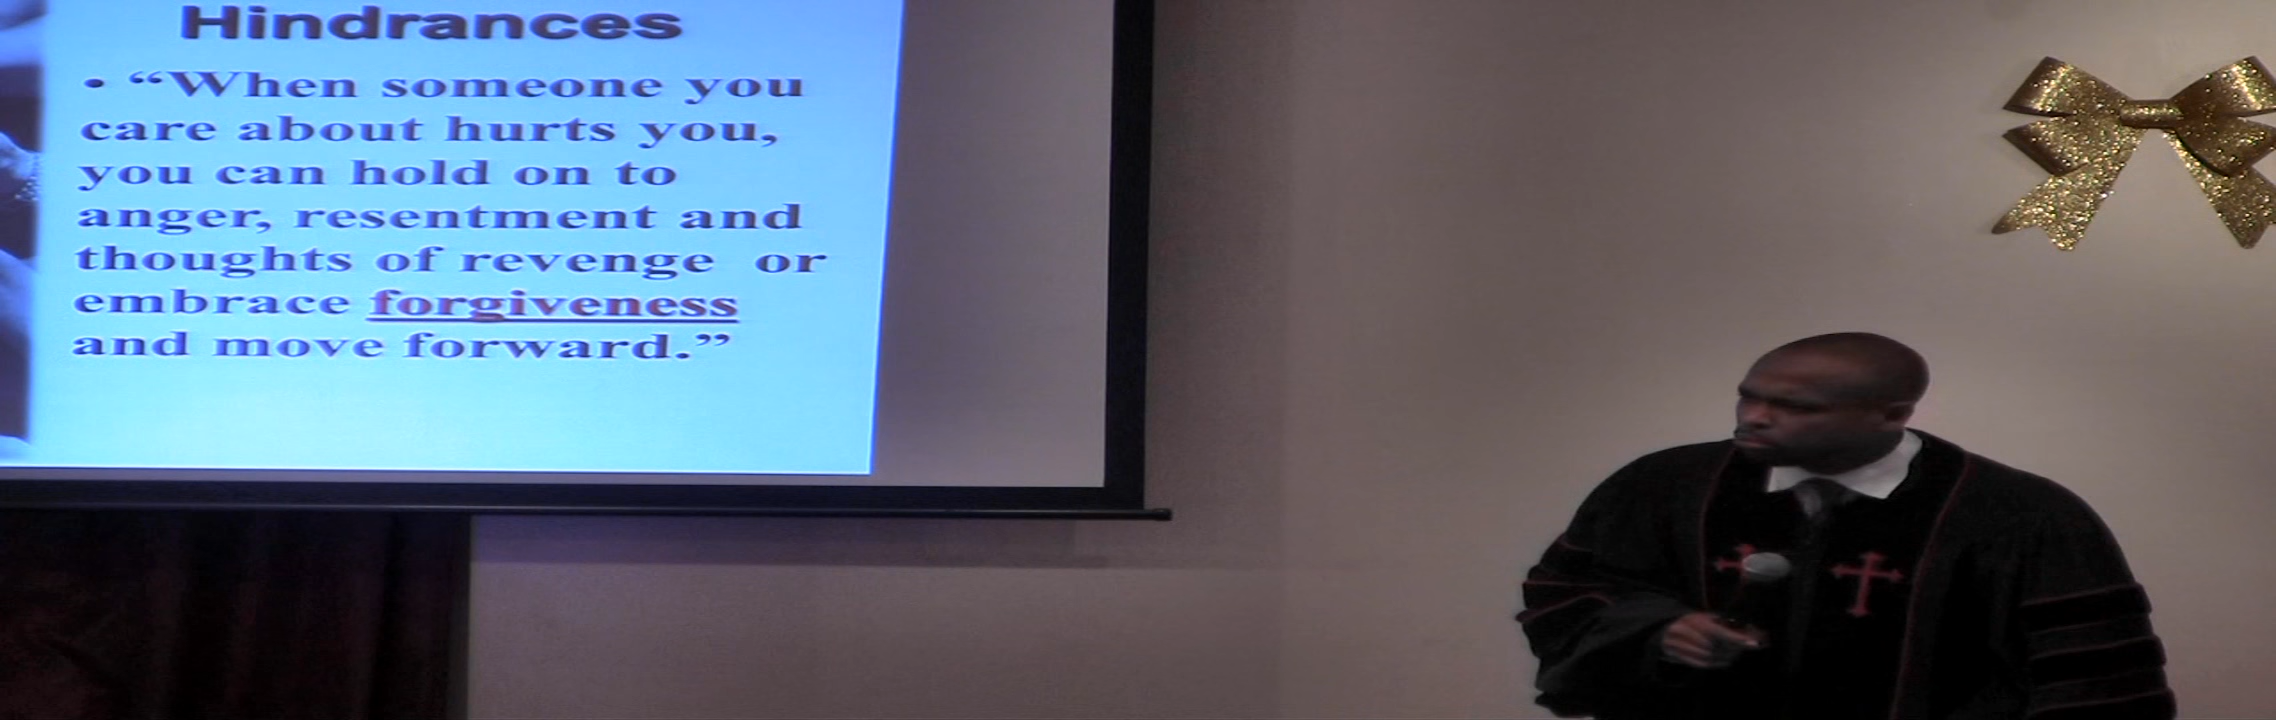 Hindrances
• “When someone you
care about hurts you,
you can hold on to
anger, resentment and
thoughts of revenge or
embrace forgiveness
and move forward.”